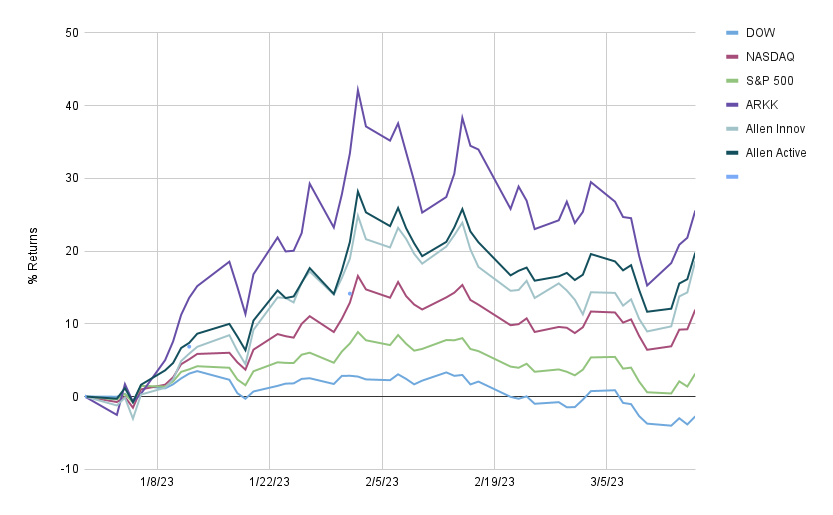 50
40
30
20
10
0
-10
% Returns
1/8/23
1/22/23
2/5/23
2/19/23
3/5/23
DOW
NASDAQ
S&P 500
ARKK
Allen Innov
Allen Active